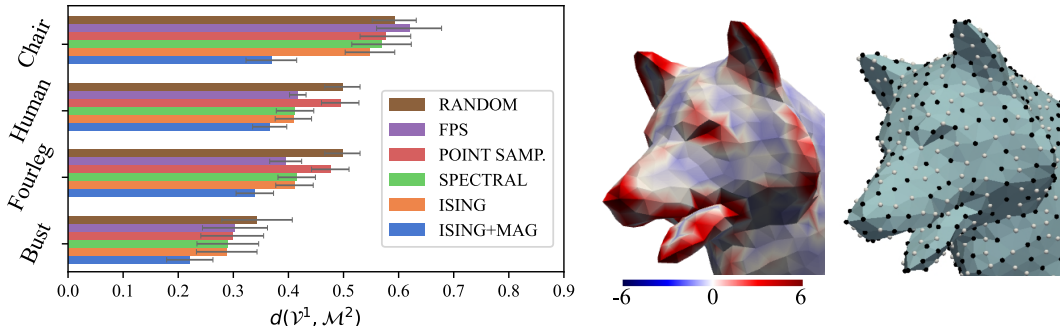 Chair
Human
Fourleg
Bust
RANDOM
FPS
POINT SAMP.
SPECTRAL
ISING
ISING+MAG
0.0 0.1 0.2 0.3 0.4 0.5 0.6 0.7 0.8 0.9
d(𝒱¹, ℳ²)
-6 0 6